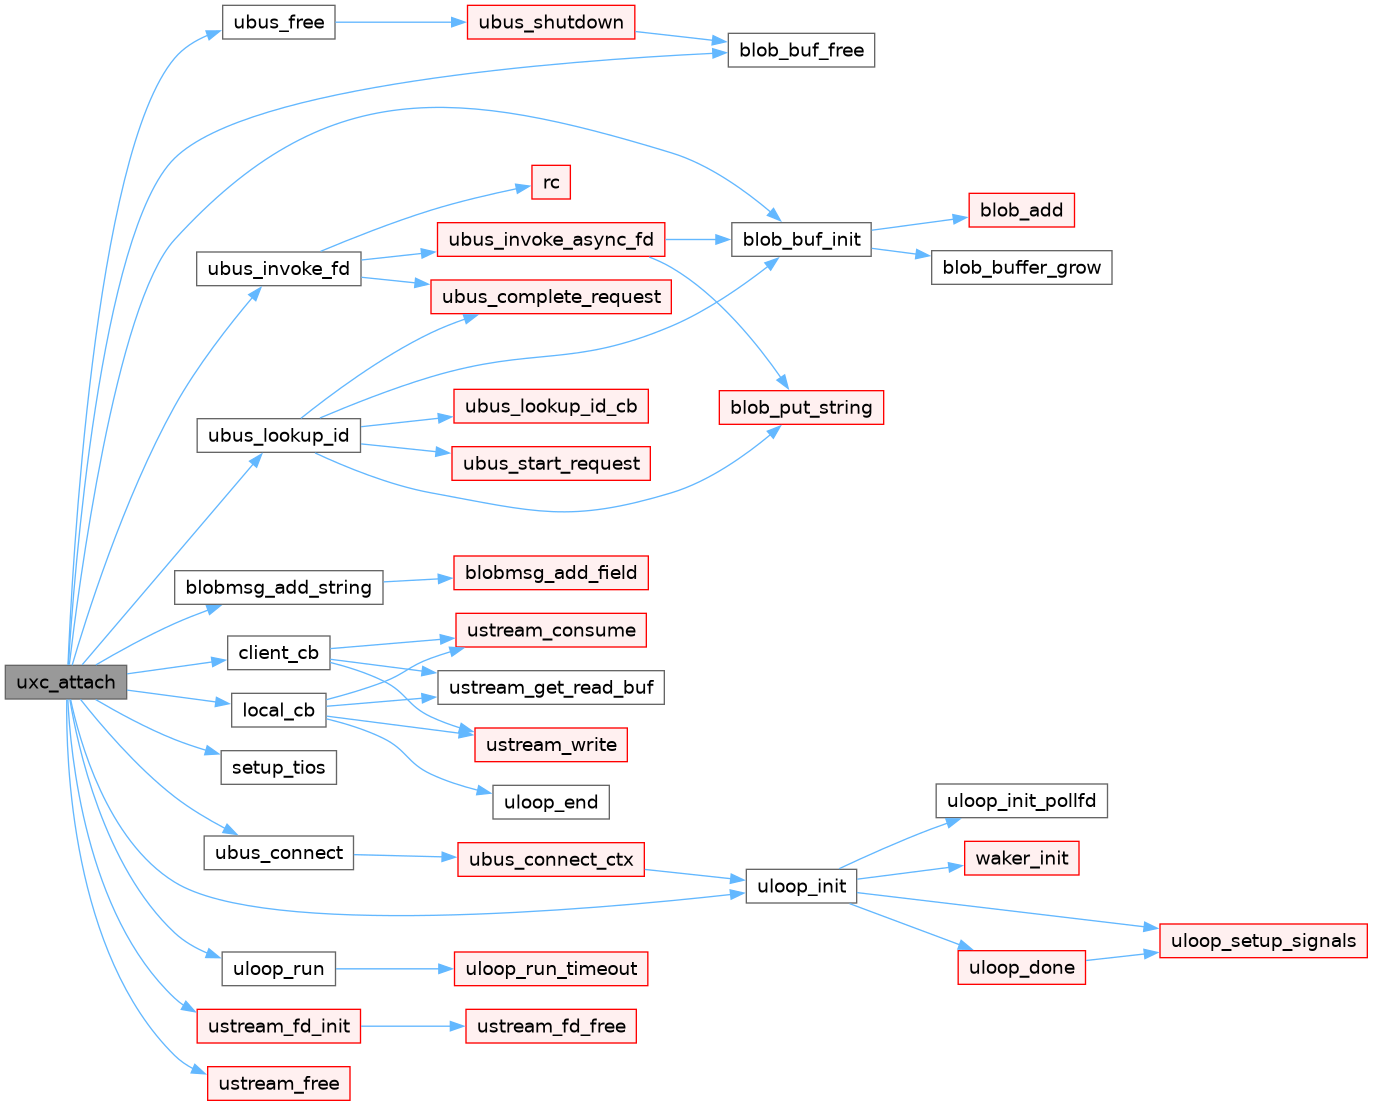 ubus_free
ubus_shutdown
blob_buf_free
rc
blob_add
ubus_invoke_async_fd
blob_buf_init
ubus_invoke_fd
blob_buffer_grow
ubus_complete_request
ubus_lookup_id_cb
blob_put_string
ubus_lookup_id
ubus_start_request
blobmsg_add_field
blobmsg_add_string
ustream_consume
client_cb
uxc_attach
ustream_get_read_buf
local_cb
ustream_write
setup_tios
uloop_end
uloop_init_pollfd
ubus_connect
ubus_connect_ctx
waker_init
uloop_init
uloop_setup_signals
uloop_run
uloop_run_timeout
uloop_done
ustream_fd_init
ustream_fd_free
ustream_free